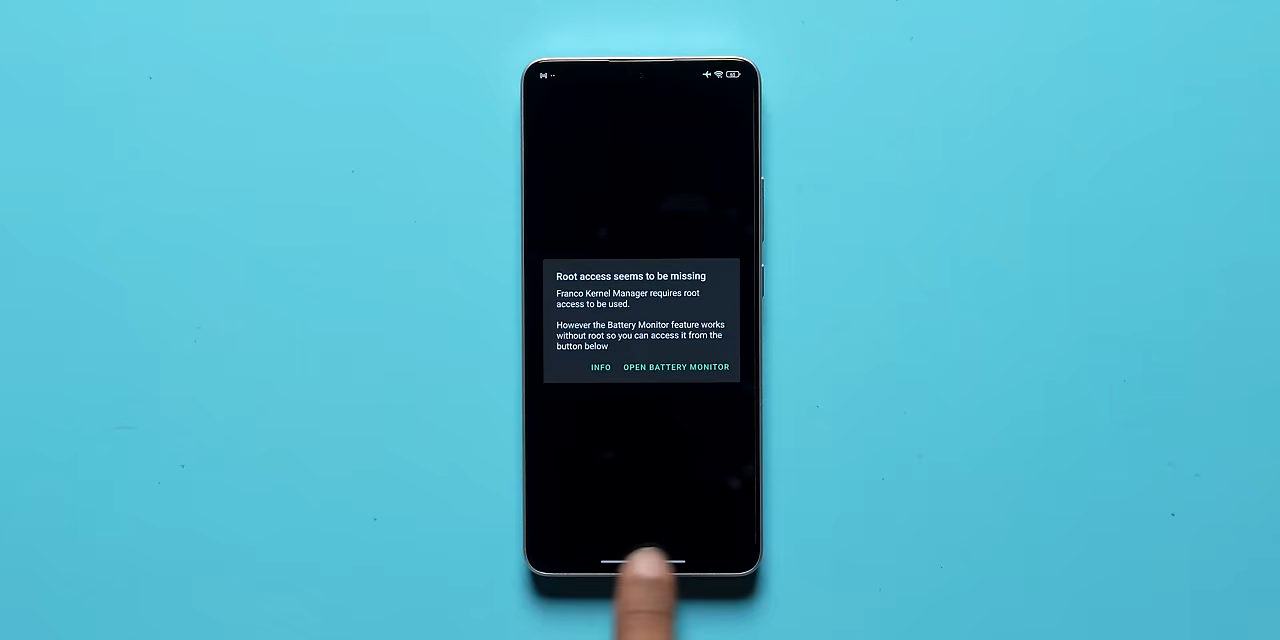 Root access seems to be missing
Franco Kernel Manager requires root
access to be used.
However the Battery Monitor feature works
without root so you can access it from the
button below
INFO OPEN BATTERY MONITOR